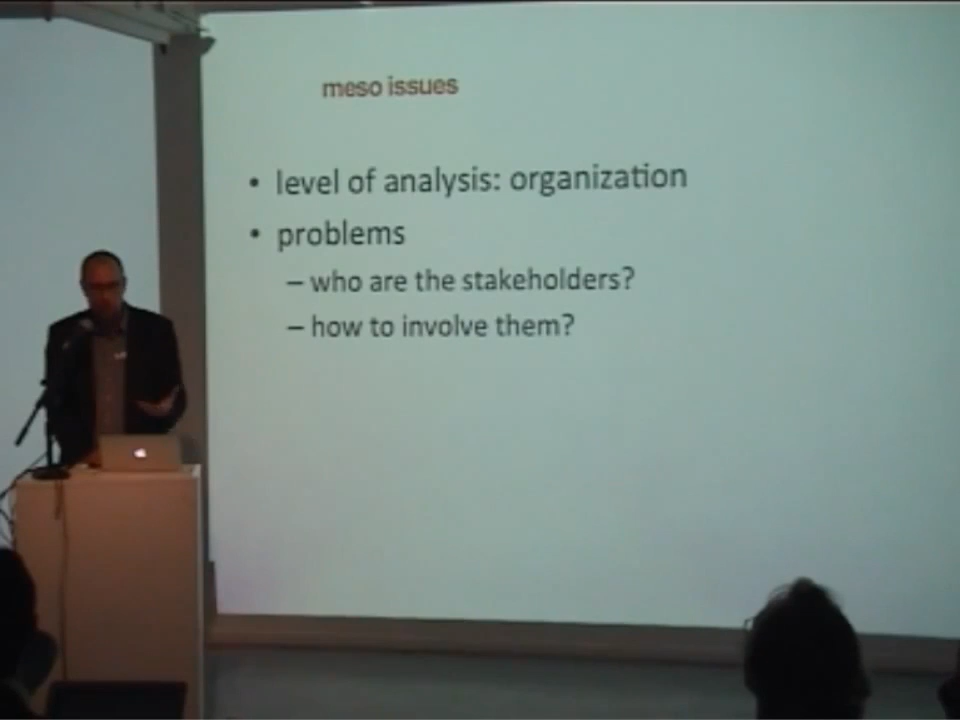 meso issues
• level of analysis: organization
• problems
– who are the stakeholders?
– how to involve them?